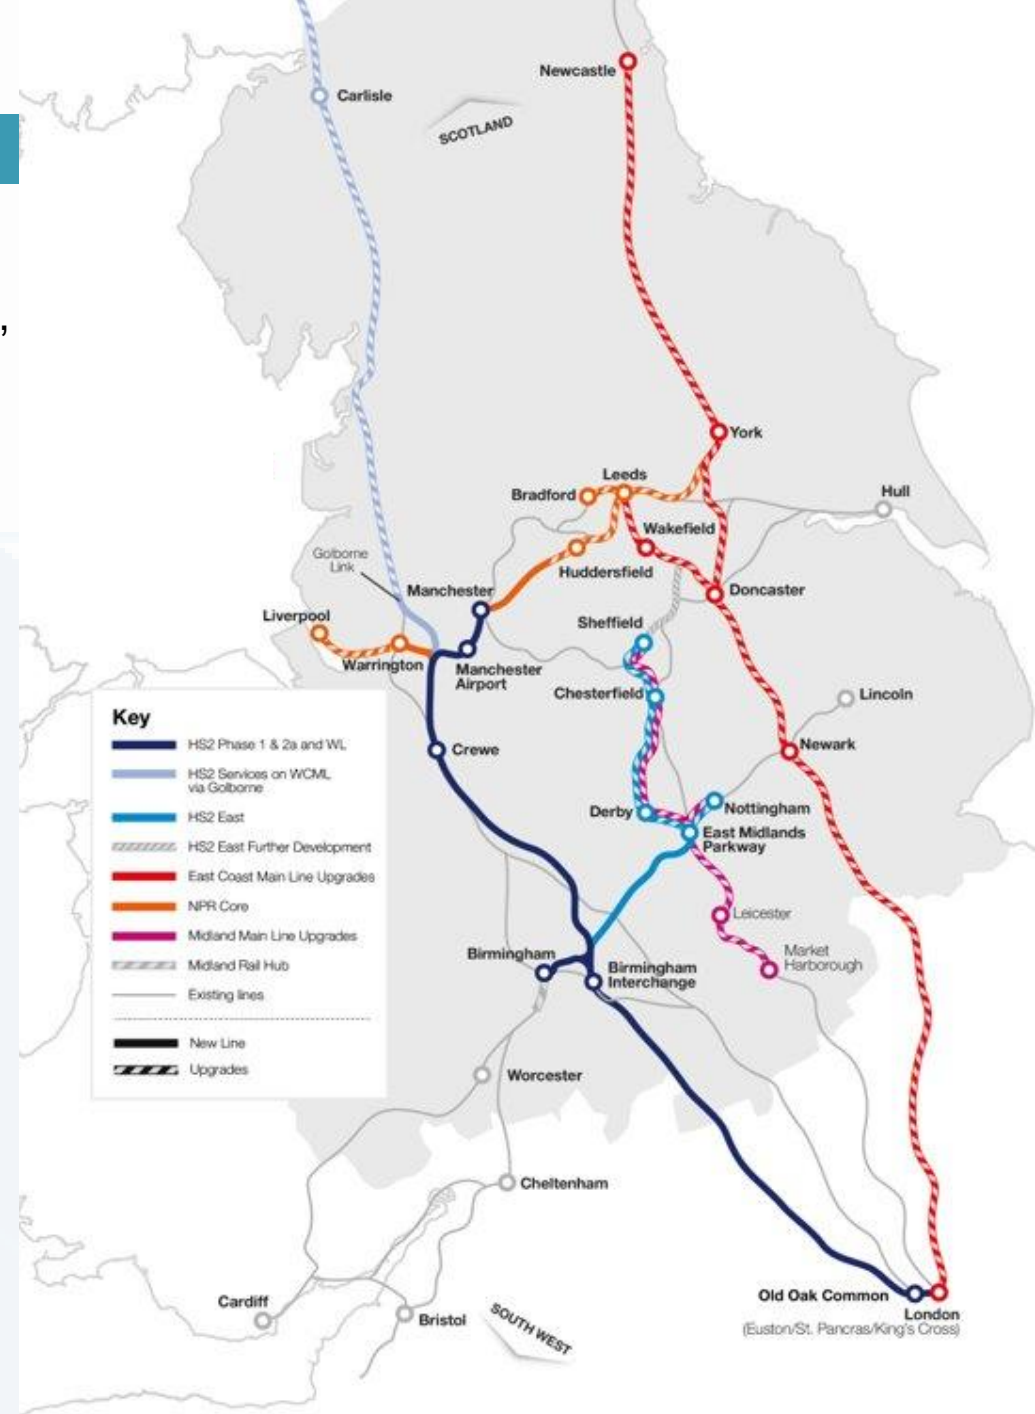 Newcastle
Carlisle
SCOTLAND
,
York
Leeds
Bradford
Hull
Wakefield
Golborne
Link
Huddersfield
Manchester
Doncaster
Liverpool
Sheffield
Warrington
Manchester
Airport
Chesterfield
Lincoln
Key
HS2 Phase 1 & 2a and WL
HS2 Services on WCML
via Golborne
HS2 East
HS2 East Further Development
East Coast Main Line Upgrades
NPR Core
Midland Main Line Upgrades
Midland Rail Hub
Existing lines
New Line
Upgrades
Crewe
Newark
Derby
Nottingham
East Midlands
Parkway
Leicester
Market
Harborough
Birmingham
Birmingham
Interchange
Worcester
Cheltenham
Cardiff
Bristol
SOUTH WEST
Old Oak Common
London
(Euston/St. Pancras/King's Cross)